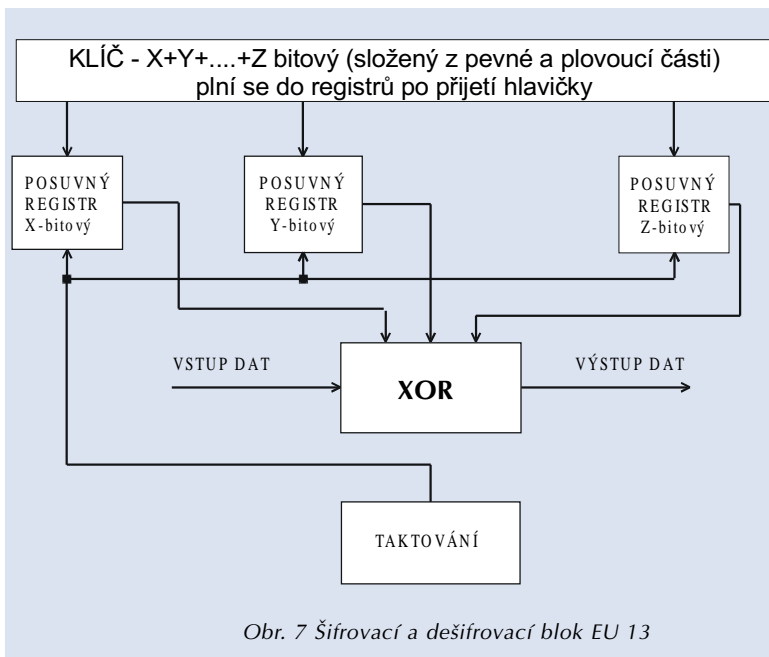 KLÍČ - X+Y+....+Z bitový (složený z pevné a plovoucí části)
plní se do registrů po přijetí hlavičky
POSUVNÝ
REGISTR
X-bitový
POSUVNÝ
REGISTR
Y-bitový
POSUVNÝ
REGISTR
Z-bitový
VSTUP DAT
XOR
VÝSTUP DAT
TAKTOVÁNÍ
Obr. 7 Šifrovací a dešifrovací blok EU 13